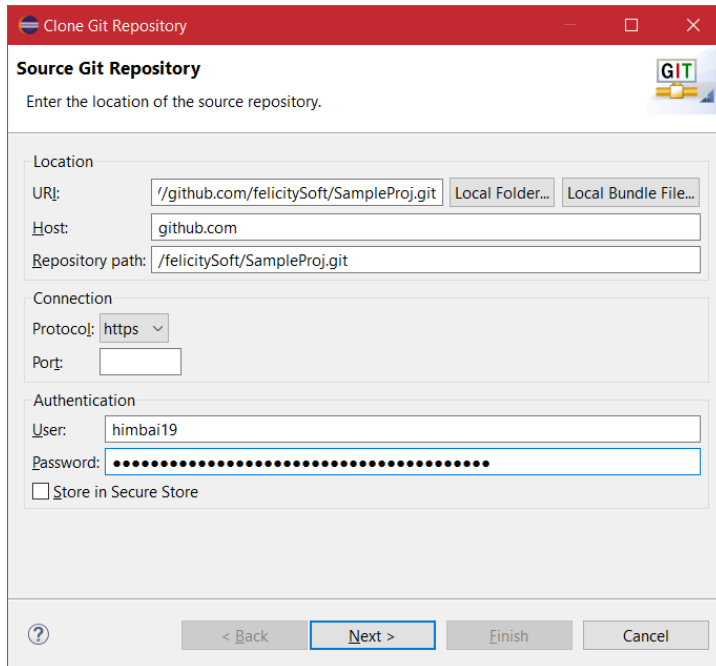 Clone Git Repository
Source Git Repository
GIT
Enter the location of the source repository.
Location
URI: //github.com/felicitySoft/SampleProj.git Local Folder... Local Bundle File...
Host: github.com
Repository path: /felicitySoft/SampleProj.git
Connection
Protocol: https
Port:
Authentication
User: himbai19
Password: ●●●●●●●●●●●●●●●●●●●●●●●●●●●●●●●●●●●●●●●●
Store in Secure Store
? < Back Next > Finish Cancel